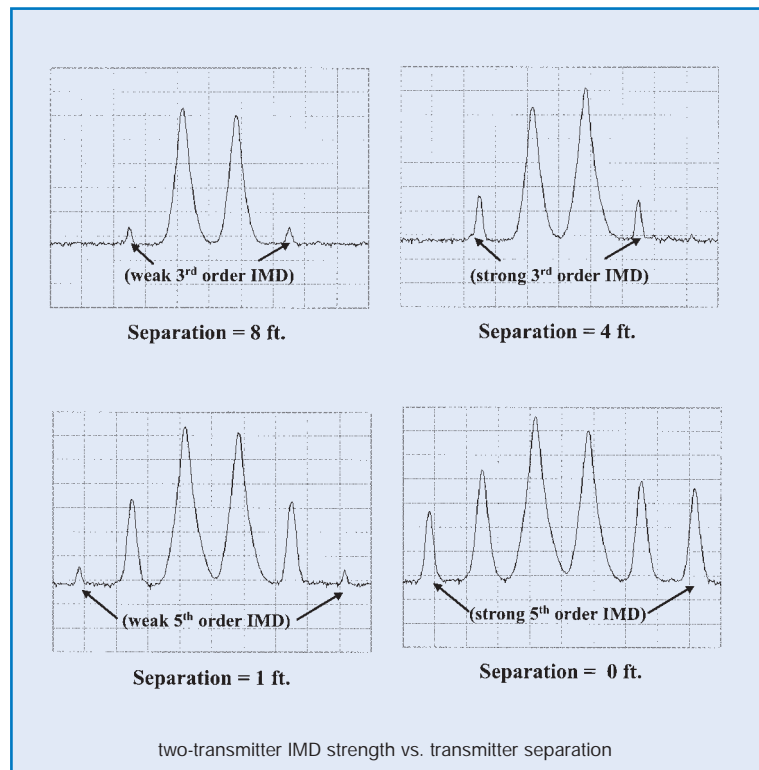 (weak 3rd order IMD)
Separation = 8 ft.
(strong 3rd order IMD)
Separation = 4 ft.
(weak 5th order IMD)
Separation = 1 ft.
(strong 5th order IMD)
Separation = 0 ft.
two-transmitter IMD strength vs. transmitter separation